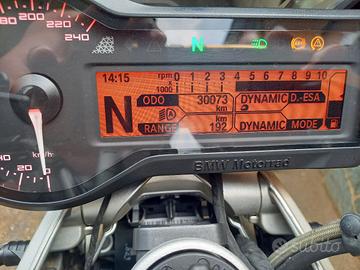 200 220 240
N
14:15 rpm x 1000 0 1 2 3 4 5 6 7 8 9 10
N ODO 30073 km DYNAMIC D-ESA
RANGE 192 km DYNAMIC MODE
40 20 0 km/h
BMW Motorrad
subito